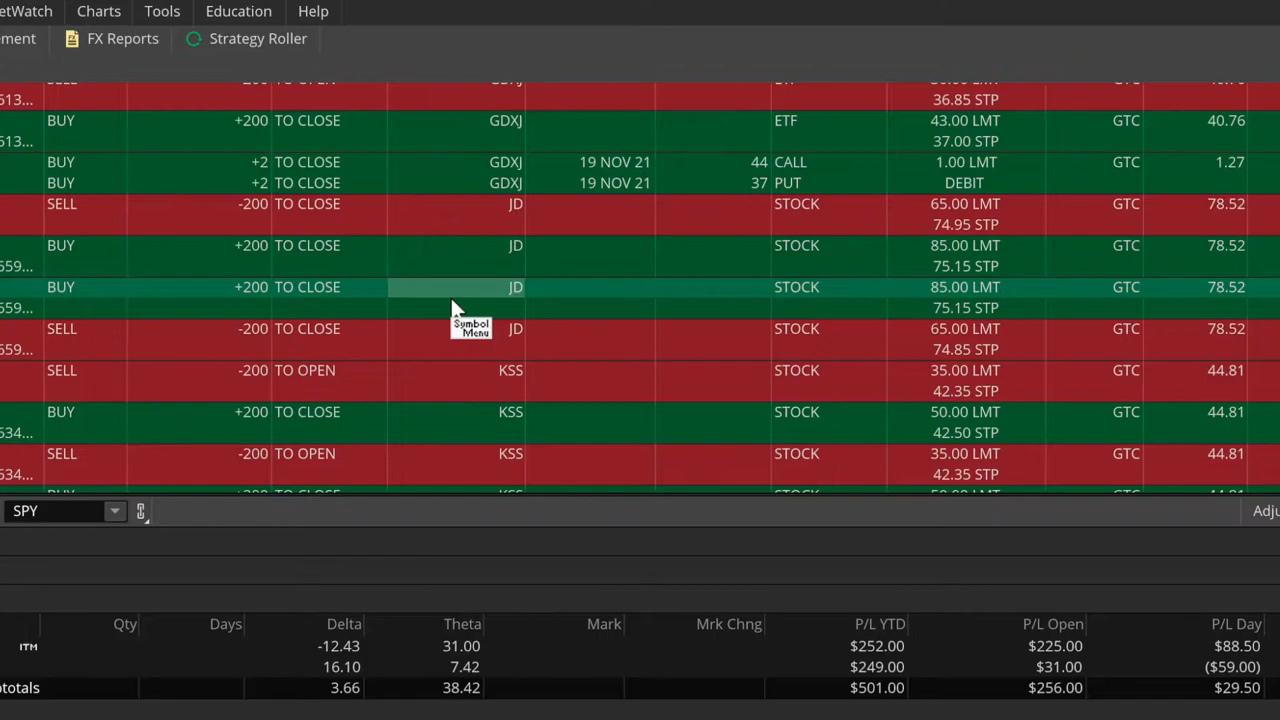 etWatch Charts Tools Education Help
ement FX Reports Strategy Roller
36.85 STP
613...
BUY +200 TO CLOSE GDXJ ETF 43.00 LMT GTC 40.76
613... 37.00 STP
BUY +2 TO CLOSE GDXJ 19 NOV 21 44 CALL 1.00 LMT GTC 1.27
BUY +2 TO CLOSE GDXJ 19 NOV 21 37 PUT DEBIT
SELL -200 TO CLOSE JD STOCK 65.00 LMT GTC 78.52
74.95 STP
BUY +200 TO CLOSE JD STOCK 85.00 LMT GTC 78.52
659... 75.15 STP
BUY +200 TO CLOSE JD STOCK 85.00 LMT GTC 78.52
659... 75.15 STP
Symbol
Menu
SELL -200 TO CLOSE JD STOCK 65.00 LMT GTC 78.52
659... 74.85 STP
SELL -200 TO OPEN KSS STOCK 35.00 LMT GTC 44.81
42.35 STP
BUY +200 TO CLOSE KSS STOCK 50.00 LMT GTC 44.81
634... 42.50 STP
SELL -200 TO OPEN KSS STOCK 35.00 LMT GTC 44.81
634... 42.35 STP
SPY Adju
Qty Days Delta Theta Mark Mrk Chng P/L YTD P/L Open P/L Day
ITM -12.43 31.00 $252.00 $225.00 $88.50
16.10 7.42 $249.00 $31.00 ($59.00)
totals 3.66 38.42 $501.00 $256.00 $29.50